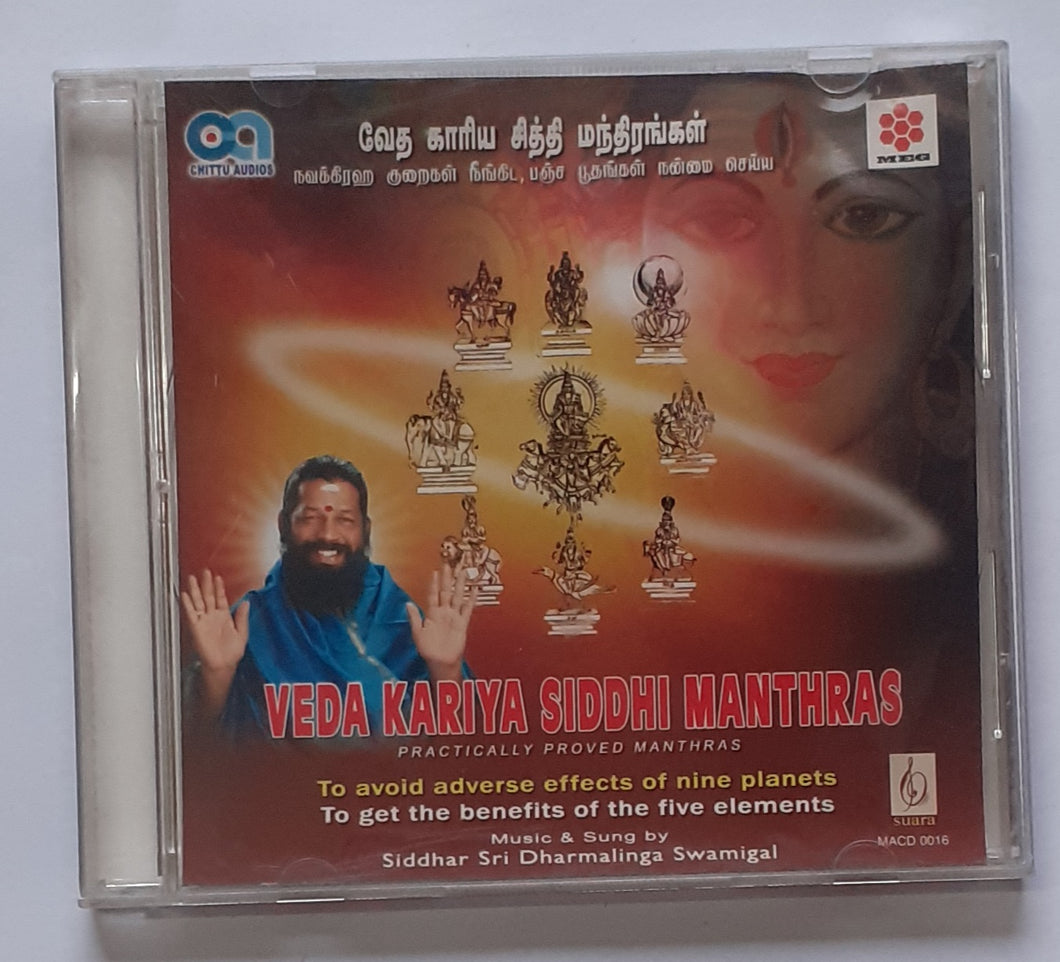 CHITTU AUDIOS
வேத காரிய சித்தி மந்திரங்கள்
நவக்கிரஹ குறைகள் நீங்கிட, பஞ்ச பூதங்கள் நன்மை செய்ய
MEG
VEDA KARIYA SIDDHI MANTHRAS
PRACTICALLY PROVED MANTHRAS
To avoid adverse effects of nine planets
To get the benefits of the five elements
Music & Sung by
Siddhar Sri Dharmalinga Swamigal
suara
MACD 0016